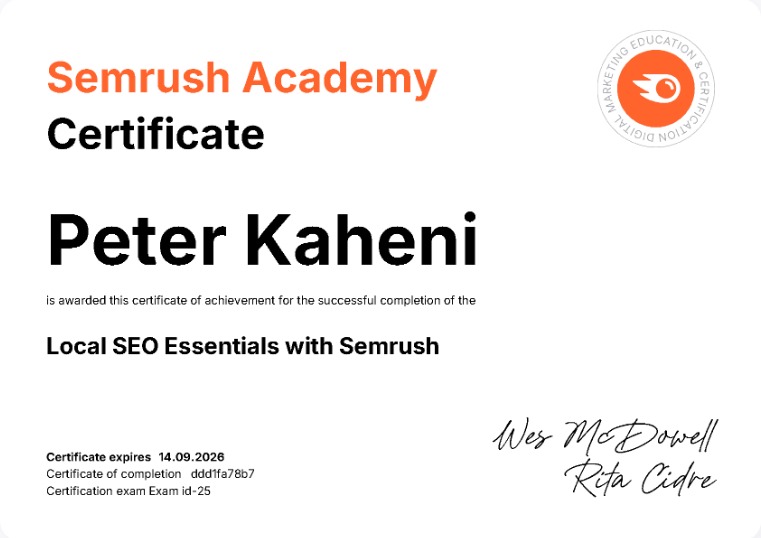 Semrush Academy
DIGITAL MARKETING EDUCATION & CERTIFICATION
Certificate
Peter Kaheni
is awarded this certificate of achievement for the successful completion of the
Local SEO Essentials with Semrush
Wes McDowell
Rita Cidre
Certificate expires 14.09.2026
Certificate of completion ddd1fa78b7
Certification exam Exam id-25